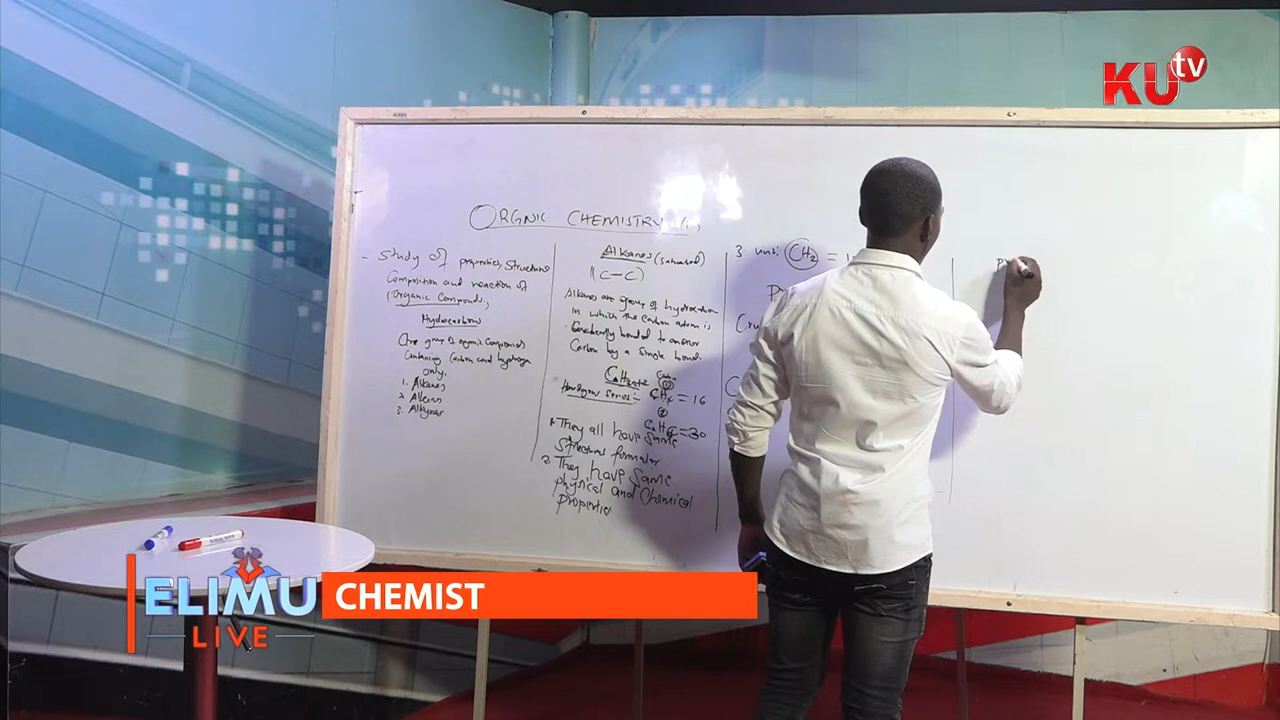 KU tv
ORGNIC CHEMISTRY
- Study of properties, Structure
Composition and reaction of
(Organic Compounds,
Hydrocarbons
Are group of organic Compounds
Containing Carbon and hydrogen
only.
1. Alkanes
2. Alkenes
3. Alkynes
Alkanes (saturated)
(C-C)
Alkanes are group of hydrocarbon
in which the Carbon atom is
bonded to another
Carbon by a single bond.
CnH2n+2
Homologous Series:-
CH4 = 16
C2H6 = 30
1. They all have same
Structural formular
2. They have same
physical and Chemical
properties
3 unit CH2 =
ELIMU
LIVE
CHEMIST